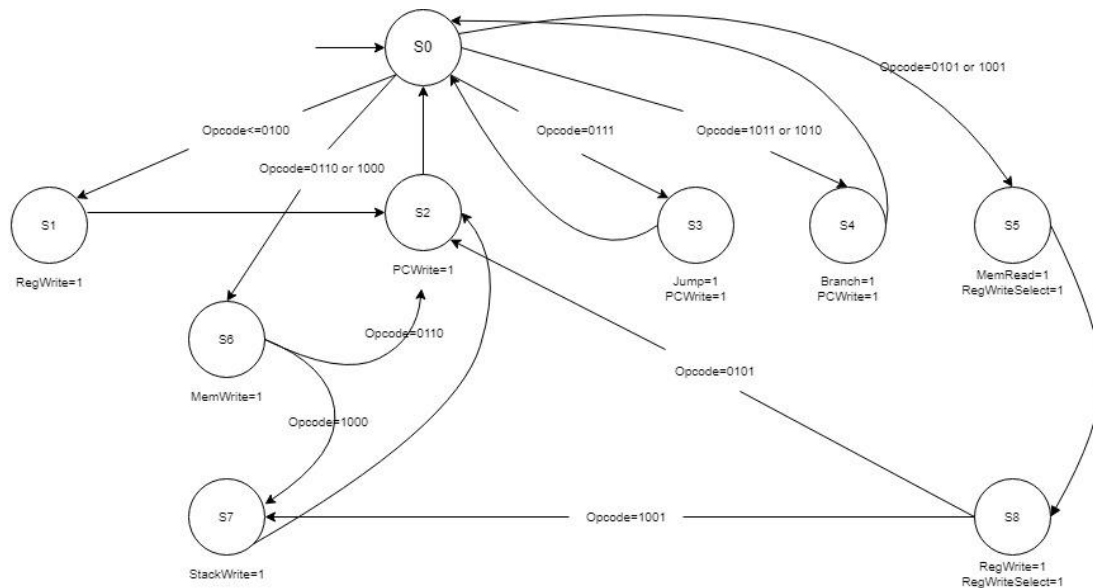 S0
Opcode=0101 or 1001
Opcode<=0100
Opcode=0111
Opcode=1011 or 1010
Opcode=0110 or 1000
S1
S2
S3
S4
S5
RegWrite=1
PCWrite=1
Jump=1
PCWrite=1
Branch=1
PCWrite=1
MemRead=1
RegWriteSelect=1
S6
Opcode=0110
MemWrite=1
Opcode=0101
Opcode=1000
S7
Opcode=1001
S8
StackWrite=1
RegWrite=1
RegWriteSelect=1